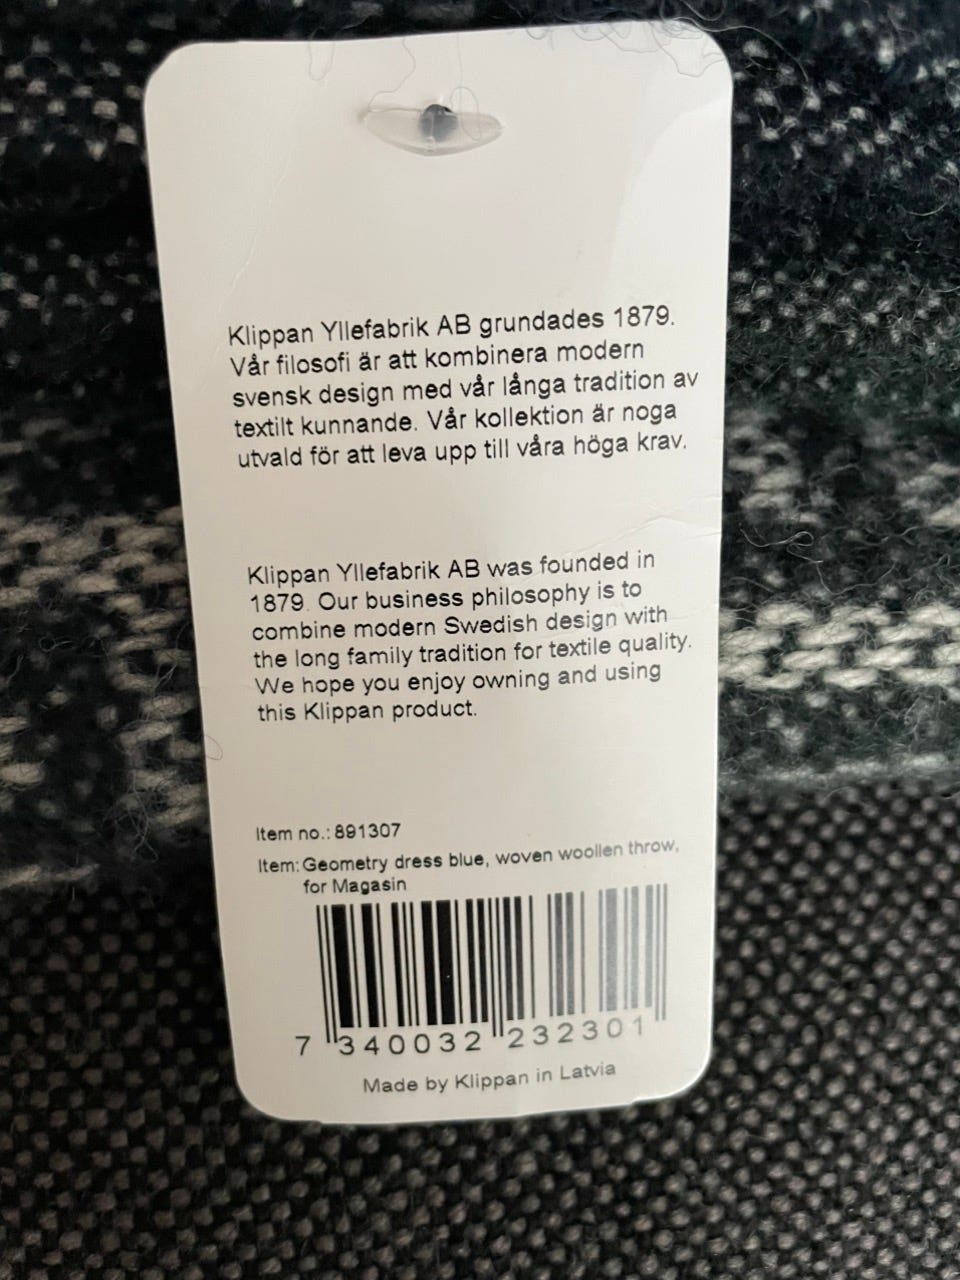 Klippan Yllefabrik AB grundades 1879.
Vår filosofi är att kombinera modern
svensk design med vår långa tradition av
textilt kunnande. Vår kollektion är noga
utvald för att leva upp till våra höga krav.
Klippan Yllefabrik AB was founded in
1879. Our business philosophy is to
combine modern Swedish design with
the long family tradition for textile quality.
We hope you enjoy owning and using
this Klippan product.
Item no.: 891307
Item: Geometry dress blue, woven woollen throw,
for Magasin
7 340032 232301
Made by Klippan in Latvia